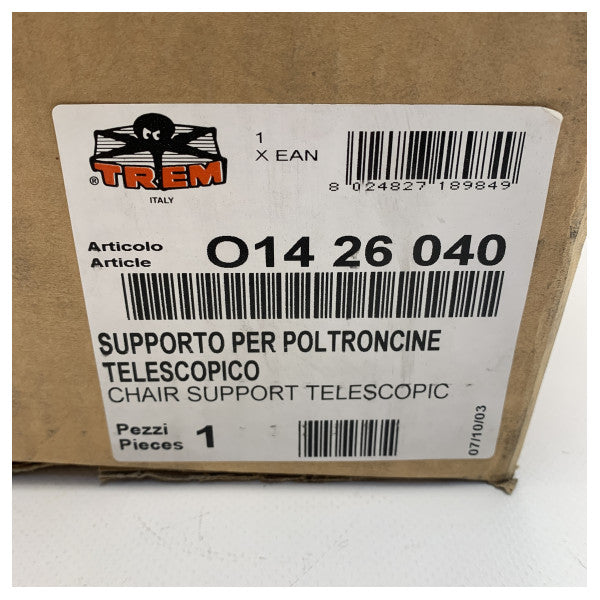 ® TREM
ITALY
1
X EAN
8 024827 189849
Articolo
Article
O14 26 040
SUPPORTO PER POLTRONCINE
TELESCOPICO
CHAIR SUPPORT TELESCOPIC
Pezzi
Pieces
1
07/10/03